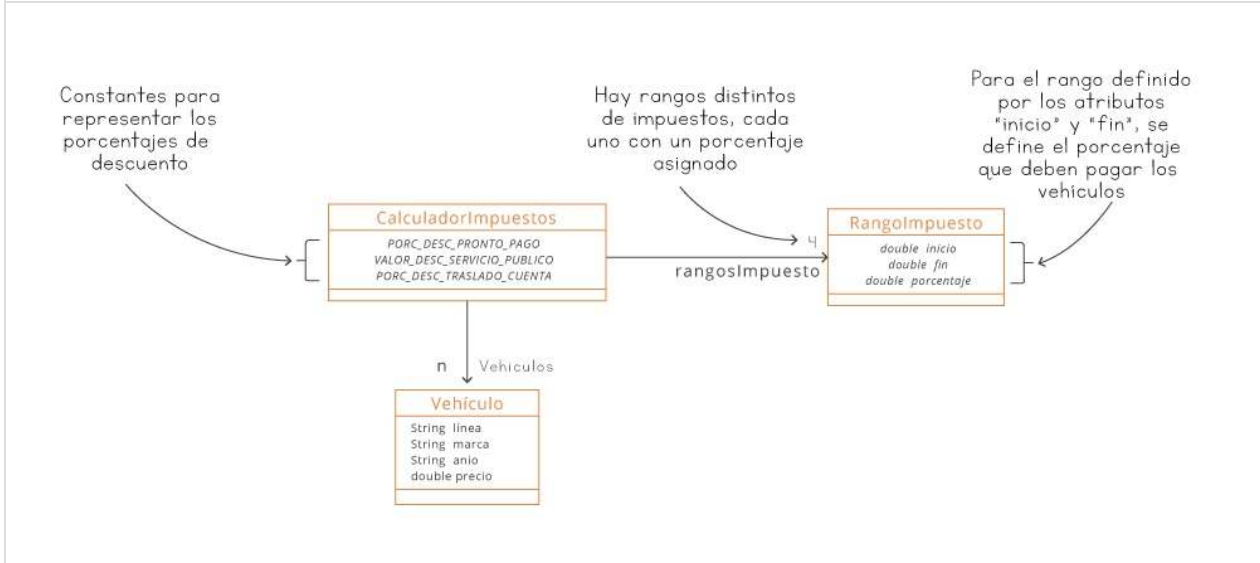 Constantes para
representar los
porcentajes de
descuento
Hay rangos distintos
de impuestos, cada
uno con un porcentaje
asignado
Para el rango definido
por los atributos
"inicio" y "fin", se
define el porcentaje
que deben pagar los
vehículos
CalculadorImpuestos
PORC_DESC_PRONTO_PAGO
VALOR_DESC_SERVICIO_PUBLICO
PORC_DESC_TRASLADO_CUENTA
4
rangosImpuesto
RangoImpuesto
double inicio
double fin
double porcentaje
n Vehiculos
Vehículo
String linea
String marca
String anio
double precio